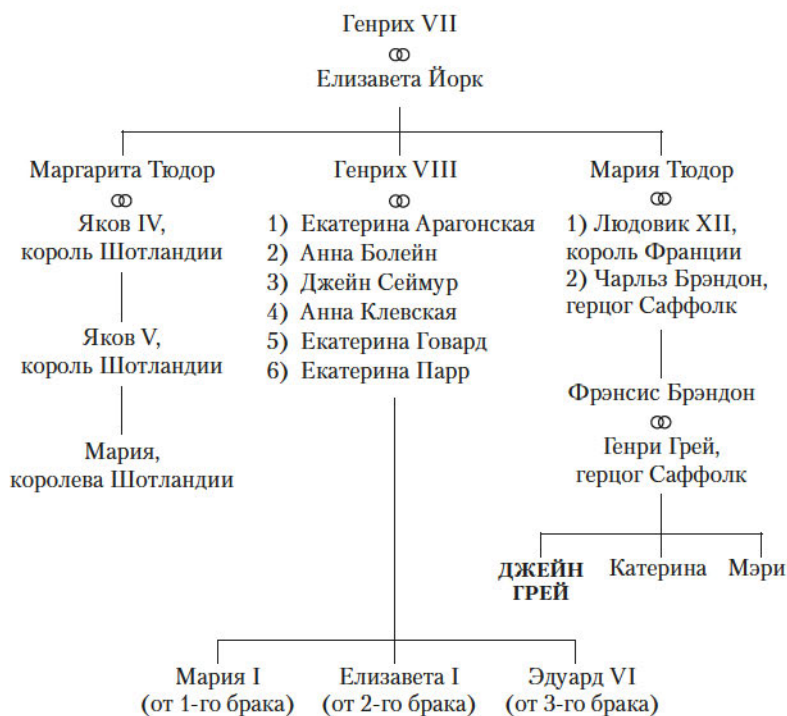 Генрих VII
Елизавета Йорк
Маргарита Тюдор
Яков IV,
король Шотландии
Яков V,
король Шотландии
Мария,
королева Шотландии
Генрих VIII
1) Екатерина Арагонская
2) Анна Болейн
3) Джейн Сеймур
4) Анна Клевская
5) Екатерина Говард
6) Екатерина Парр
Мария Тюдор
1) Людовик XII,
король Франции
2) Чарльз Брэндон,
герцог Саффолк
Фрэнсис Брэндон
Генри Грей,
герцог Саффолк
ДЖЕЙН
ГРЕЙ
Катерина
Мэри
Мария I
(от 1-го брака)
Елизавета I
(от 2-го брака)
Эдуард VI
(от 3-го брака)